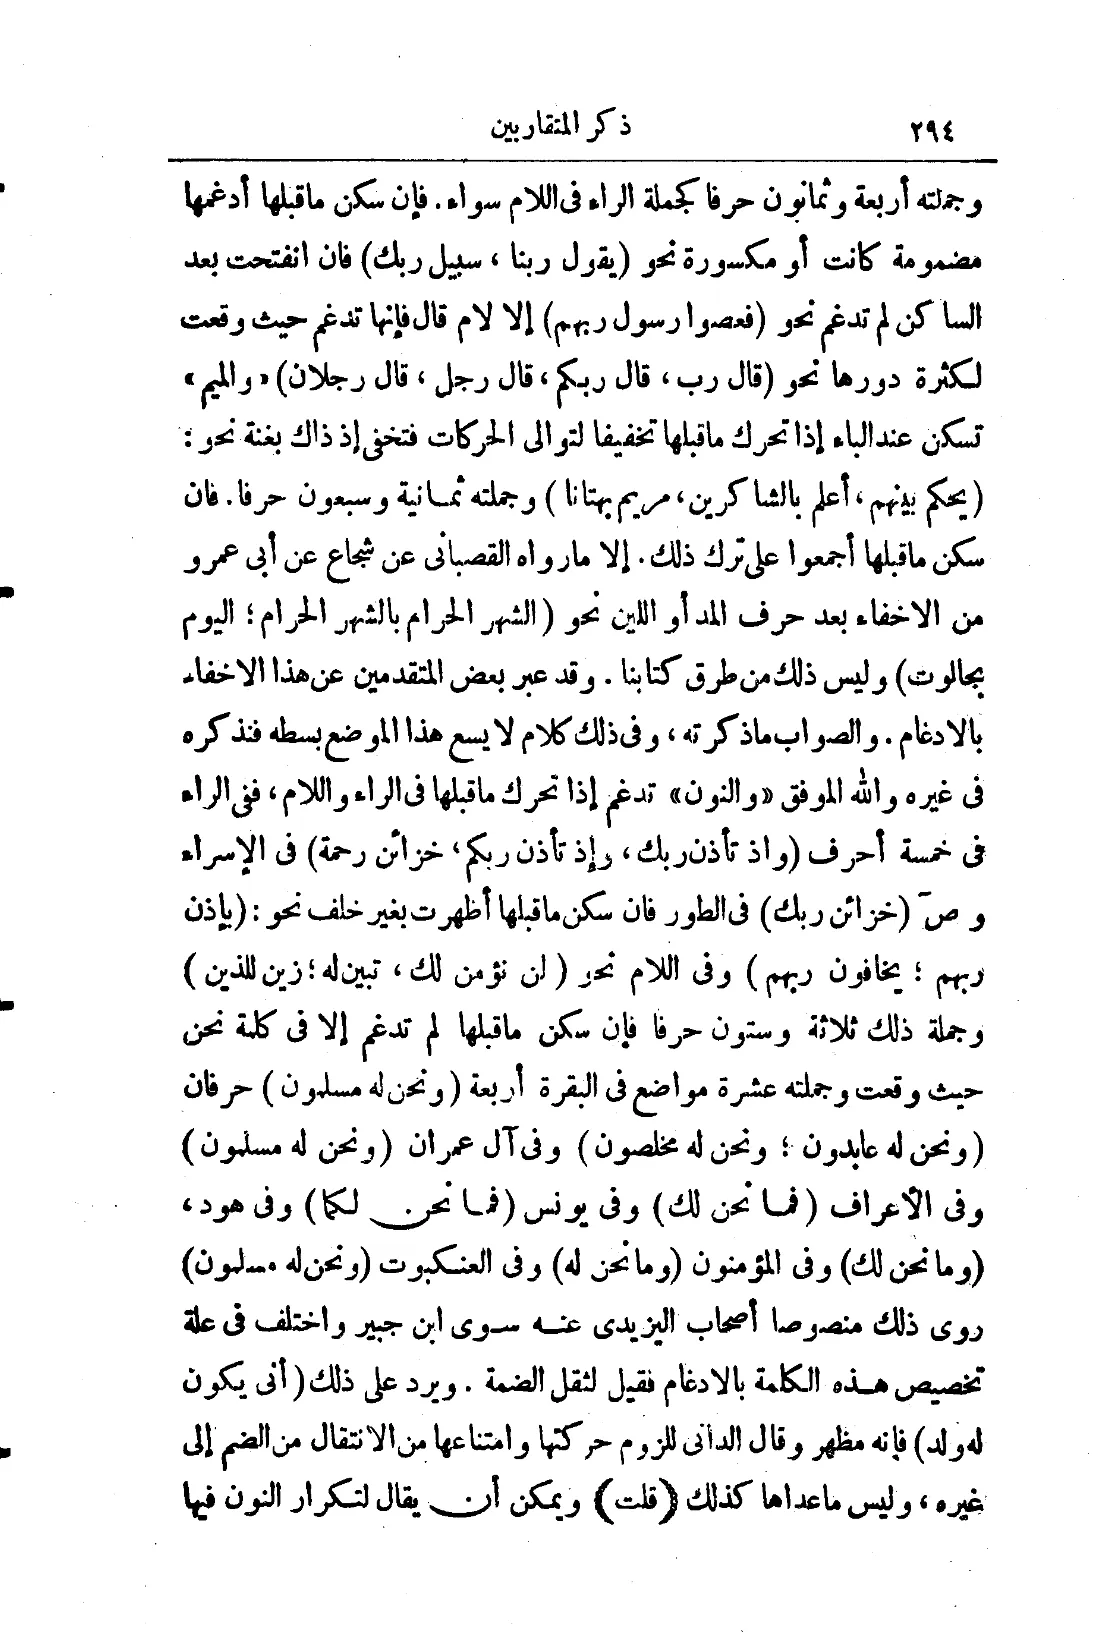 ٢٩٤ ذكر المتقاربين
وجملته أربعة وثمانون حرفا كجملة الراء فى اللام سواء. فإن سكن ماقبلها أدغمها
مضمومة كانت أو مكسورة نحو (يقول ربنا ، سبيل ربك) فان انفتحت بعد
الساكن لم تدغم نحو (فعصوا رسول ربهم) إلا لام قال فإنها تدغم حيث وقعت
لكثرة دورها نحو (قال رب، قال ربكم، قال رجل ، قال رجلان) «والميم»
تسكن عند الباء إذا تحرك ماقبلها تخفيفا لتوالى الحركات فتخفى إذ ذاك بغنة نحو :
(يحكم بينهم ، أعلم بالشاكرين، مريم بهتانا) وجملته ثمانية وسبعون حرفا. فان
سكن ماقبلها أجمعوا على ترك ذلك. إلا مارواه القصبانى عن شجاع عن أبى عمرو
من الاخفاء بعد حرف المد أو اللين نحو (الشهر الحرام بالشهر الحرام ؛ اليوم
بجالوت) وليس ذلك من طرق كتابنا . وقد عبر بعض المتقدمين عن هذا الاخفاء
بالادغام . والصواب ماذكرته ، وفى ذلك كلام لا يسع هذا الموضع بسطه فنذكره
فى غيره والله الموفق «والنون» تدغم إذا تحرك ماقبلها فى الراء واللام، ففى الراء
فى خمسة أحرف (واذ تأذن ربك ، وإذ تأذن ربكم، خزائن رحمة) فى الإسراء
و صٓ (خزائن ربك) فى الطور فان سكن ماقبلها أظهرت بغير خلف نحو : (بإذن
ربهم ؛ يخافون ربهم) وفى اللام نحو (لن نؤمن لك ، تبين له ؛ زين للذين)
وجملة ذلك ثلاثة وستون حرفا فإن سكن ماقبلها لم تدغم إلا فى كلمة نحن
حيث وقعت وجملته عشرة مواضع فى البقرة أربعة (ونحن له مسلمون) حرفان
(ونحن له عابدون ؛ ونحن له مخلصون) وفى آل عمران (ونحن له مسلمون)
وفى الأعراف (فما نحن لك) وفى يونس (فما نحن لكما) وفى هود،
(وما نحن لك) وفى المؤمنون (وما نحن له) وفى العنكبوت (ونحن له مسلمون)
روى ذلك منصوصا أصحاب اليزيدى عنه سوى ابن جبير واختلف فى علة
تخصيص هذه الكلمة بالادغام فقيل لثقل الضمة . ويرد على ذلك (أنى يكون
له ولد) فإنه مظهر وقال الدانى للزوم حركتها وامتناعها من الانتقال من الضم إلى
غيره ، وليس ماعداها كذلك (قلت) ويمكن أن يقال لتكرار النون فيها